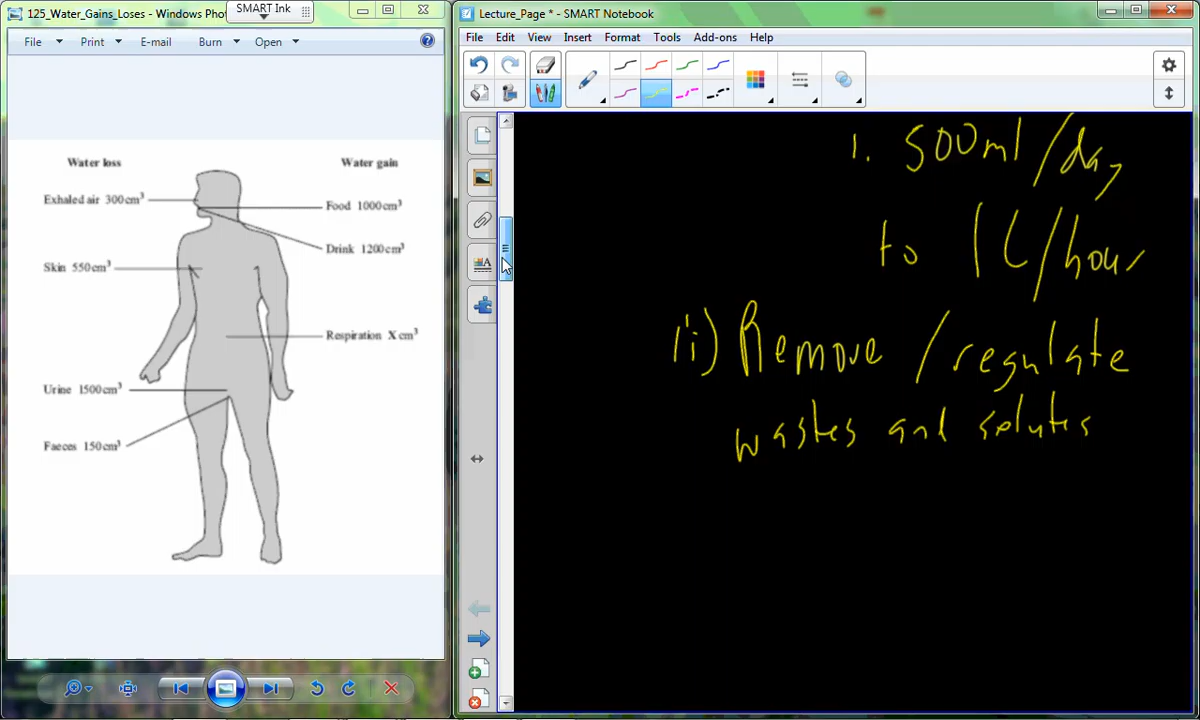 125_Water_Gains_Loses - Windows Pho
SMART Ink
File Print E-mail Burn Open
Water loss
Water gain
Exhaled air 300cm³
Food 1000cm³
Drink 1200cm³
Skin 550cm³
Respiration X cm³
Urine 1500cm³
Faeces 150cm³
Lecture_Page * - SMART Notebook
File Edit View Insert Format Tools Add-ons Help
1. 500ml/day
to 1L/hour
ii) Remove/regulate
wastes and solutes